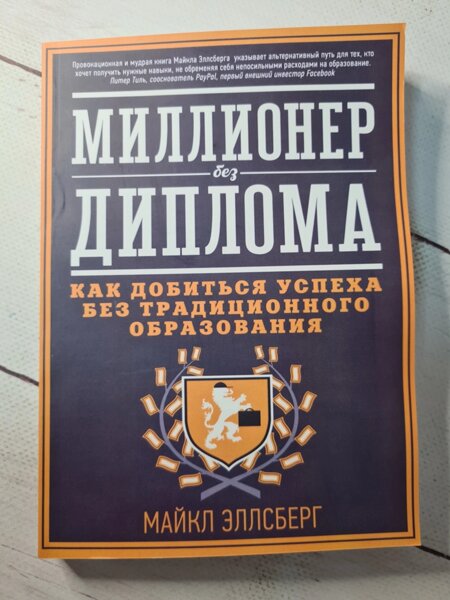 Провокационная и мудрая книга Майкла Эллсберга указывает альтернативный путь для тех, кто
хочет получить нужные навыки, не обременяя себя непосильными расходами на образование.
Питер Тиль, сооснователь PayPal, первый внешний инвестор Facebook
МИЛЛИОНЕР
без
ДИПЛОМА
КАК ДОБИТЬСЯ УСПЕХА
БЕЗ ТРАДИЦИОННОГО
ОБРАЗОВАНИЯ
МАЙКЛ ЭЛЛСБЕРГ